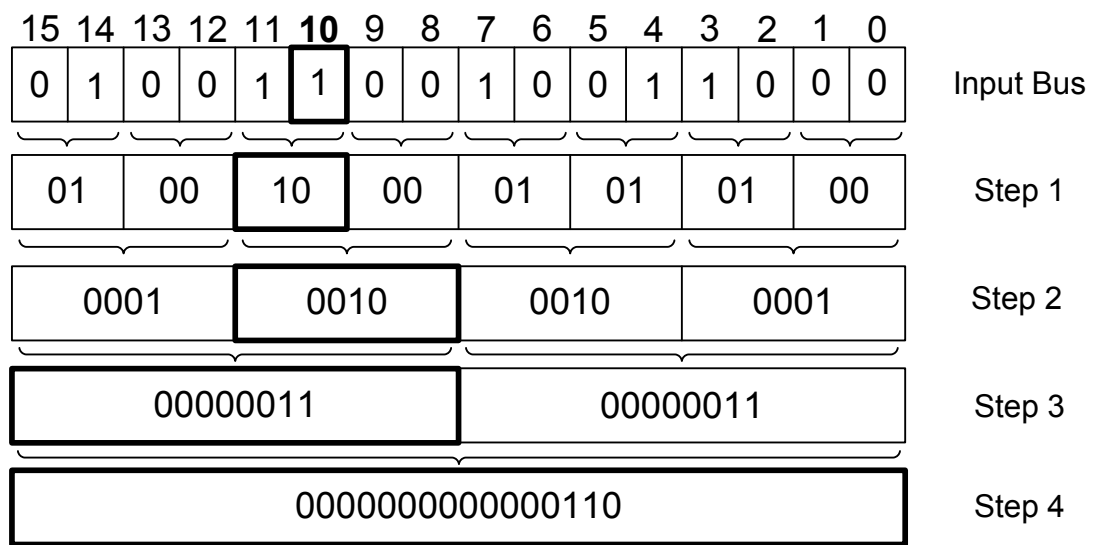 15 14 13 12 11 10 9 8 7 6 5 4 3 2 1 0
0 1 0 0 1 1 0 0 1 0 0 1 1 0 0 0 Input Bus
01 00 10 00 01 01 01 00 Step 1
0001 0010 0010 0001 Step 2
00000011 00000011 Step 3
0000000000000110 Step 4